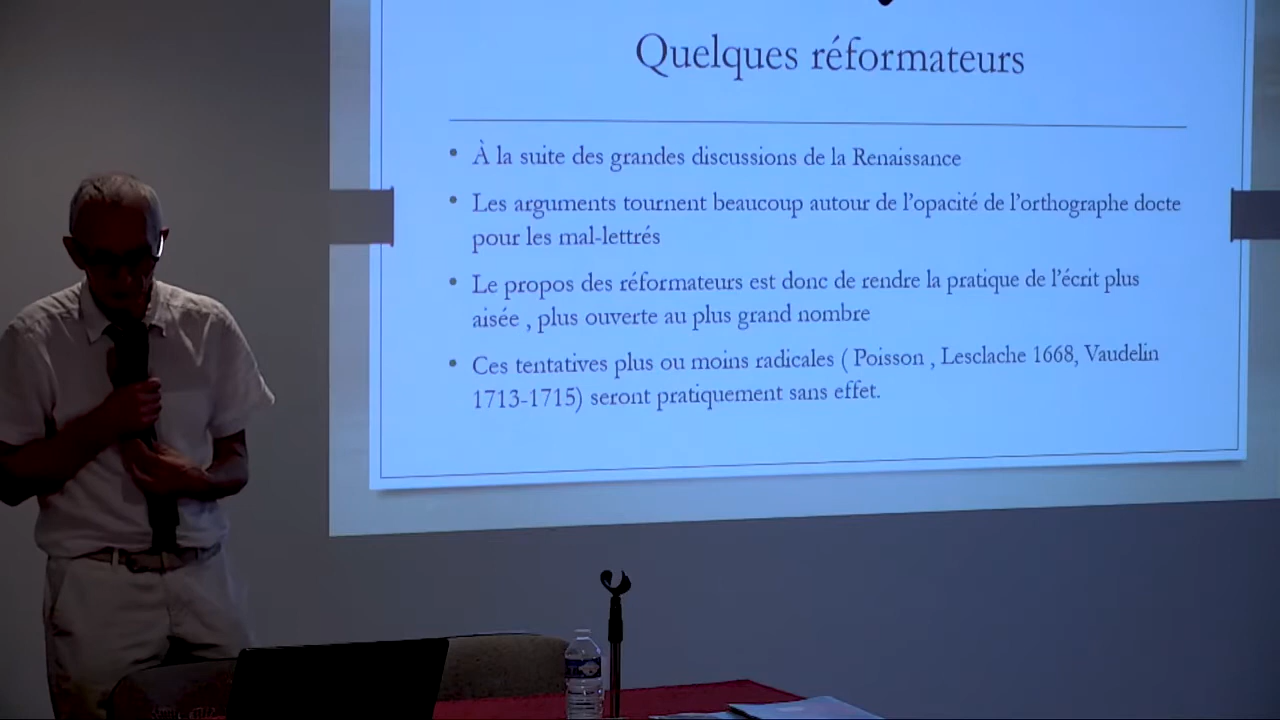 Quelques réformateurs
• À la suite des grandes discussions de la Renaissance
• Les arguments tournent beaucoup autour de l'opacité de l'orthographe docte
pour les mal-lettrés
• Le propos des réformateurs est donc de rendre la pratique de l'écrit plus
aisée , plus ouverte au plus grand nombre
• Ces tentatives plus ou moins radicales ( Poisson , Lesclache 1668, Vaudelin
1713-1715) seront pratiquement sans effet.